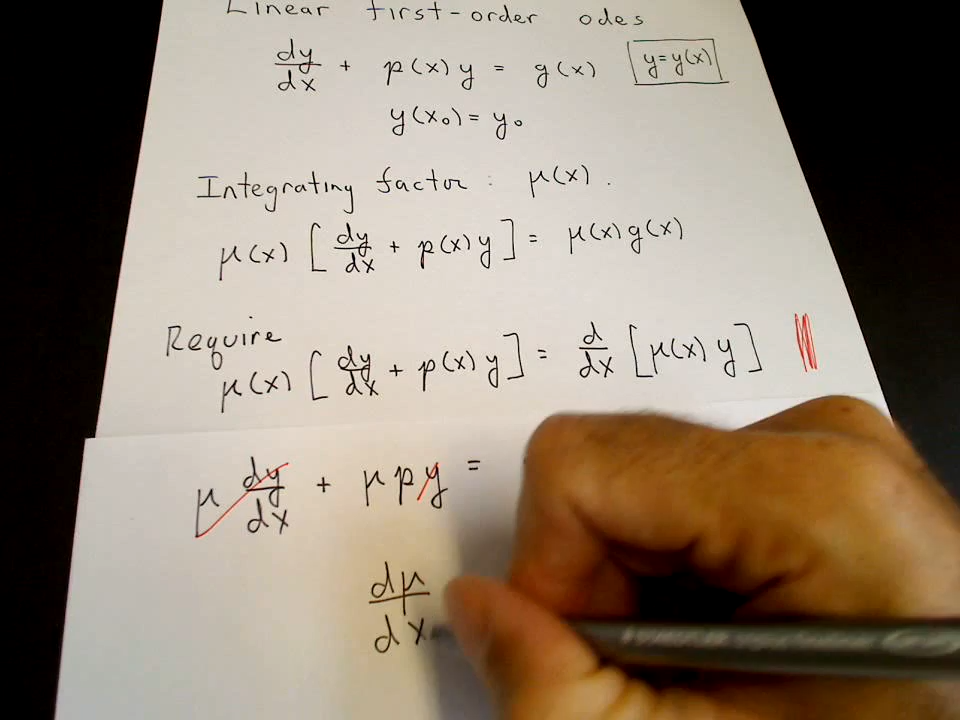 Linear first-order odes
dy/dx + p(x) y = g(x) y=y(x)
y(x₀) = y₀
Integrating factor: μ(x).
μ(x) [dy/dx + p(x) y] = μ(x) g(x)
Require
μ(x) [dy/dx + p(x) y] = d/dx [μ(x) y]
μ dy/dx + μ p y =
dμ/dx